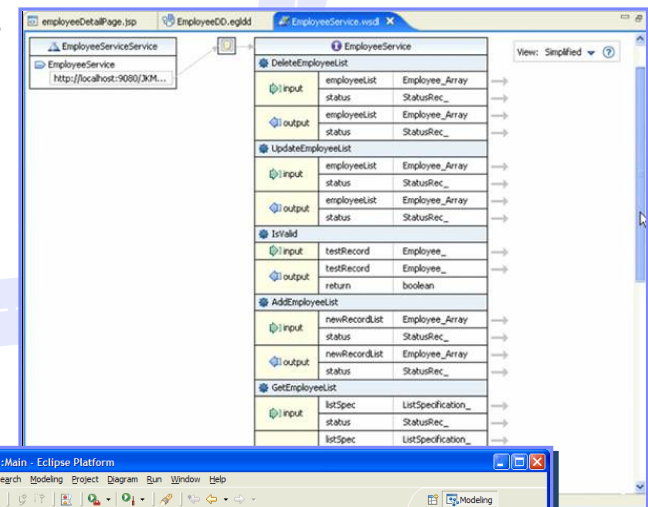 employeeDetailPage.jsp EmployeeDD.egldd EmployeeService.wsdl
EmployeeServiceService
EmployeeService
http://localhost:9080/JKM...
EmployeeService
View: Simplified
DeleteEmployeeList
input employeeList Employee_Array
status StatusRec_
output employeeList Employee_Array
status StatusRec_
UpdateEmployeeList
input employeeList Employee_Array
status StatusRec_
output employeeList Employee_Array
status StatusRec_
IsValid
input testRecord Employee_
output testRecord Employee_
return boolean
AddEmployeeList
input newRecordList Employee_Array
status StatusRec_
output newRecordList Employee_Array
status StatusRec_
GetEmployeeList
input listSpec ListSpecification_
status StatusRec_
listSpec ListSpecification_
:Main - Eclipse Platform
earch Modeling Project Diagram Run Window Help
Modeling